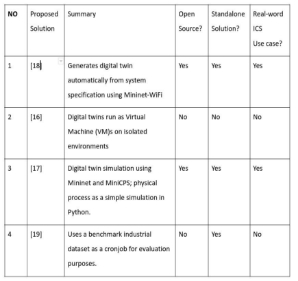 NO Proposed Solution Summary Open Source? Standalone Solution? Real-word ICS Use case?
1 [18] Generates digital twin automatically from system specification using Mininet-WiFi Yes Yes Yes
2 [16] Digital twins run as Virtual Machine (VM)s on isolated environments No No No
3 [17] Digital twin simulation using Mininet and MiniCPS; physical process as a simple simulation in Python. Yes Yes Yes
4 [19] Uses a benchmark industrial dataset as a cronjob for evaluation purposes. No Yes No